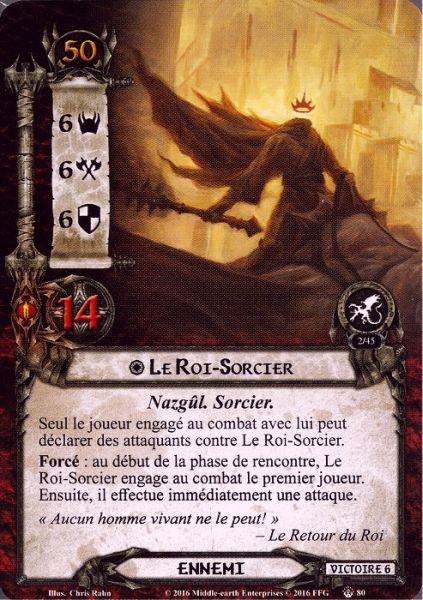 50
6
6
6
14
2/45
Le Roi-Sorcier
Nazgûl. Sorcier.
Seul le joueur engagé au combat avec lui peut
déclarer des attaquants contre Le Roi-Sorcier.
Forcé : au début de la phase de rencontre, Le
Roi-Sorcier engage au combat le premier joueur.
Ensuite, il effectue immédiatement une attaque.
« Aucun homme vivant ne le peut! »
– Le Retour du Roi
ENNEMI
VICTOIRE 6
Illus. Chris Rahn
© 2016 Middle-earth Enterprises © 2016 FFG
80